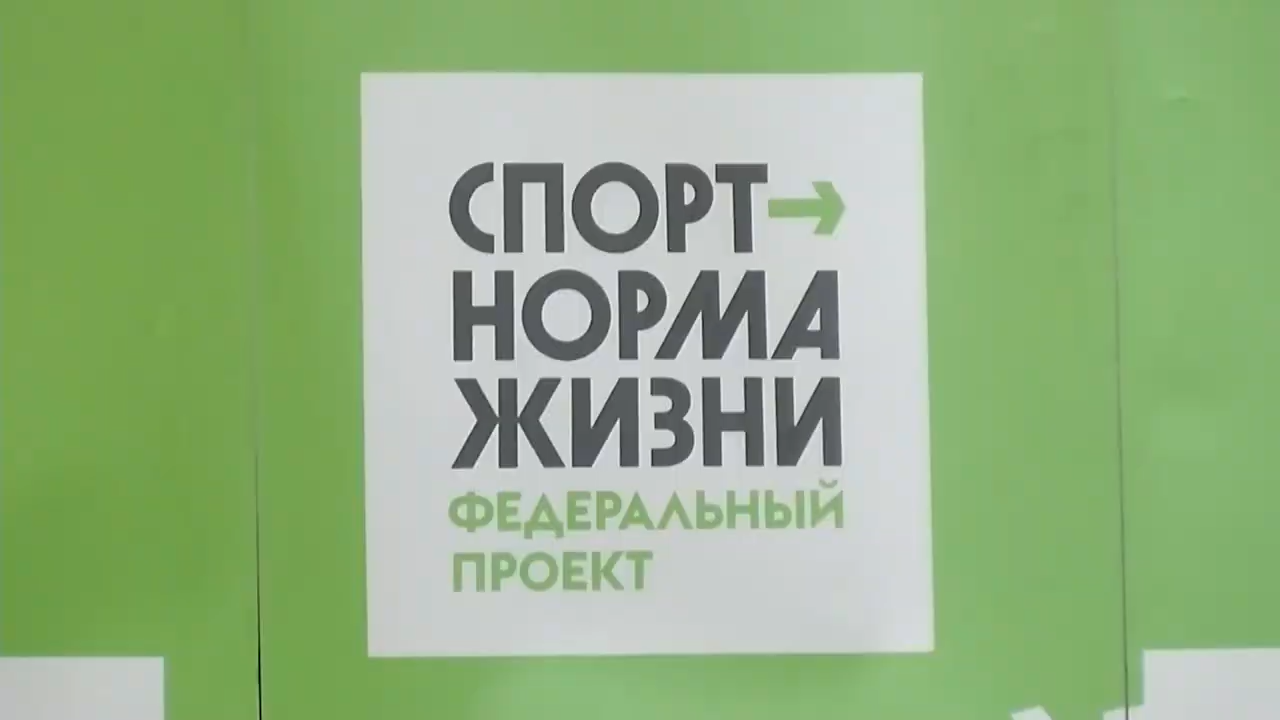 СПОРТ→
НОРМА
ЖИЗНИ
ФЕДЕРАЛЬНЫЙ
ПРОЕКТ